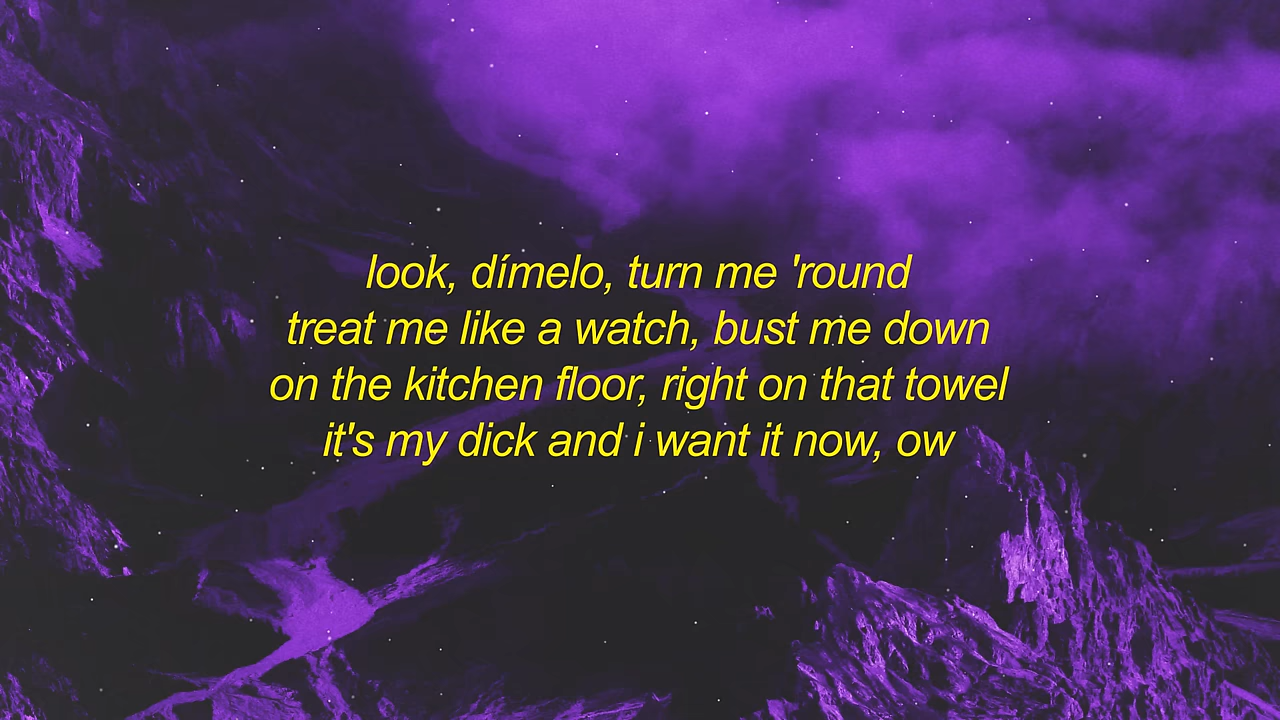 look, dímelo, turn me 'round
treat me like a watch, bust me down
on the kitchen floor, right on that towel
it's my dick and i want it now, ow